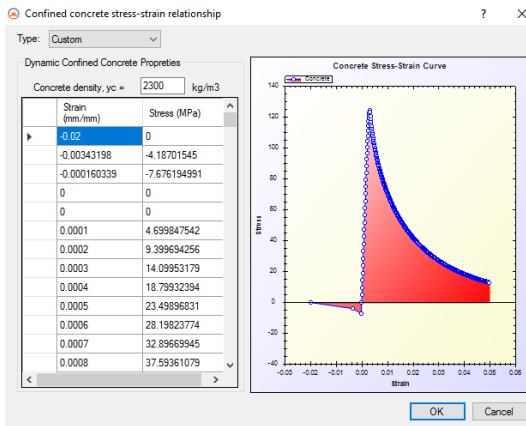 Confined concrete stress-strain relationship
? X
Type: Custom
Dynamic Confined Concrete Propreties
Concrete density, yc = 2300 kg/m3
Strain (mm/mm) Stress (MPa)
-0.02 0
-0.00343198 -4.18701545
-0.000160339 -7.676194991
0 0
0 0
0.0001 4.699847542
0.0002 9.399694256
0.0003 14.09953179
0.0004 18.79932394
0.0005 23.49896831
0.0006 28.19823774
0.0007 32.89669945
0.0008 37.59361079
Concrete Stress-Strain Curve
Concrete
140
120
100
80
60
40
20
0
-20
-40
Stress
-0.03 -0.02 -0.01 0.00 0.01 0.02 0.03 0.04 0.05 0.06
Strain
OK Cancel